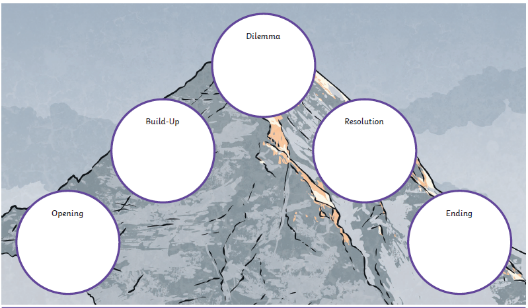 Dilemma
Build-Up
Resolution
Opening
Ending